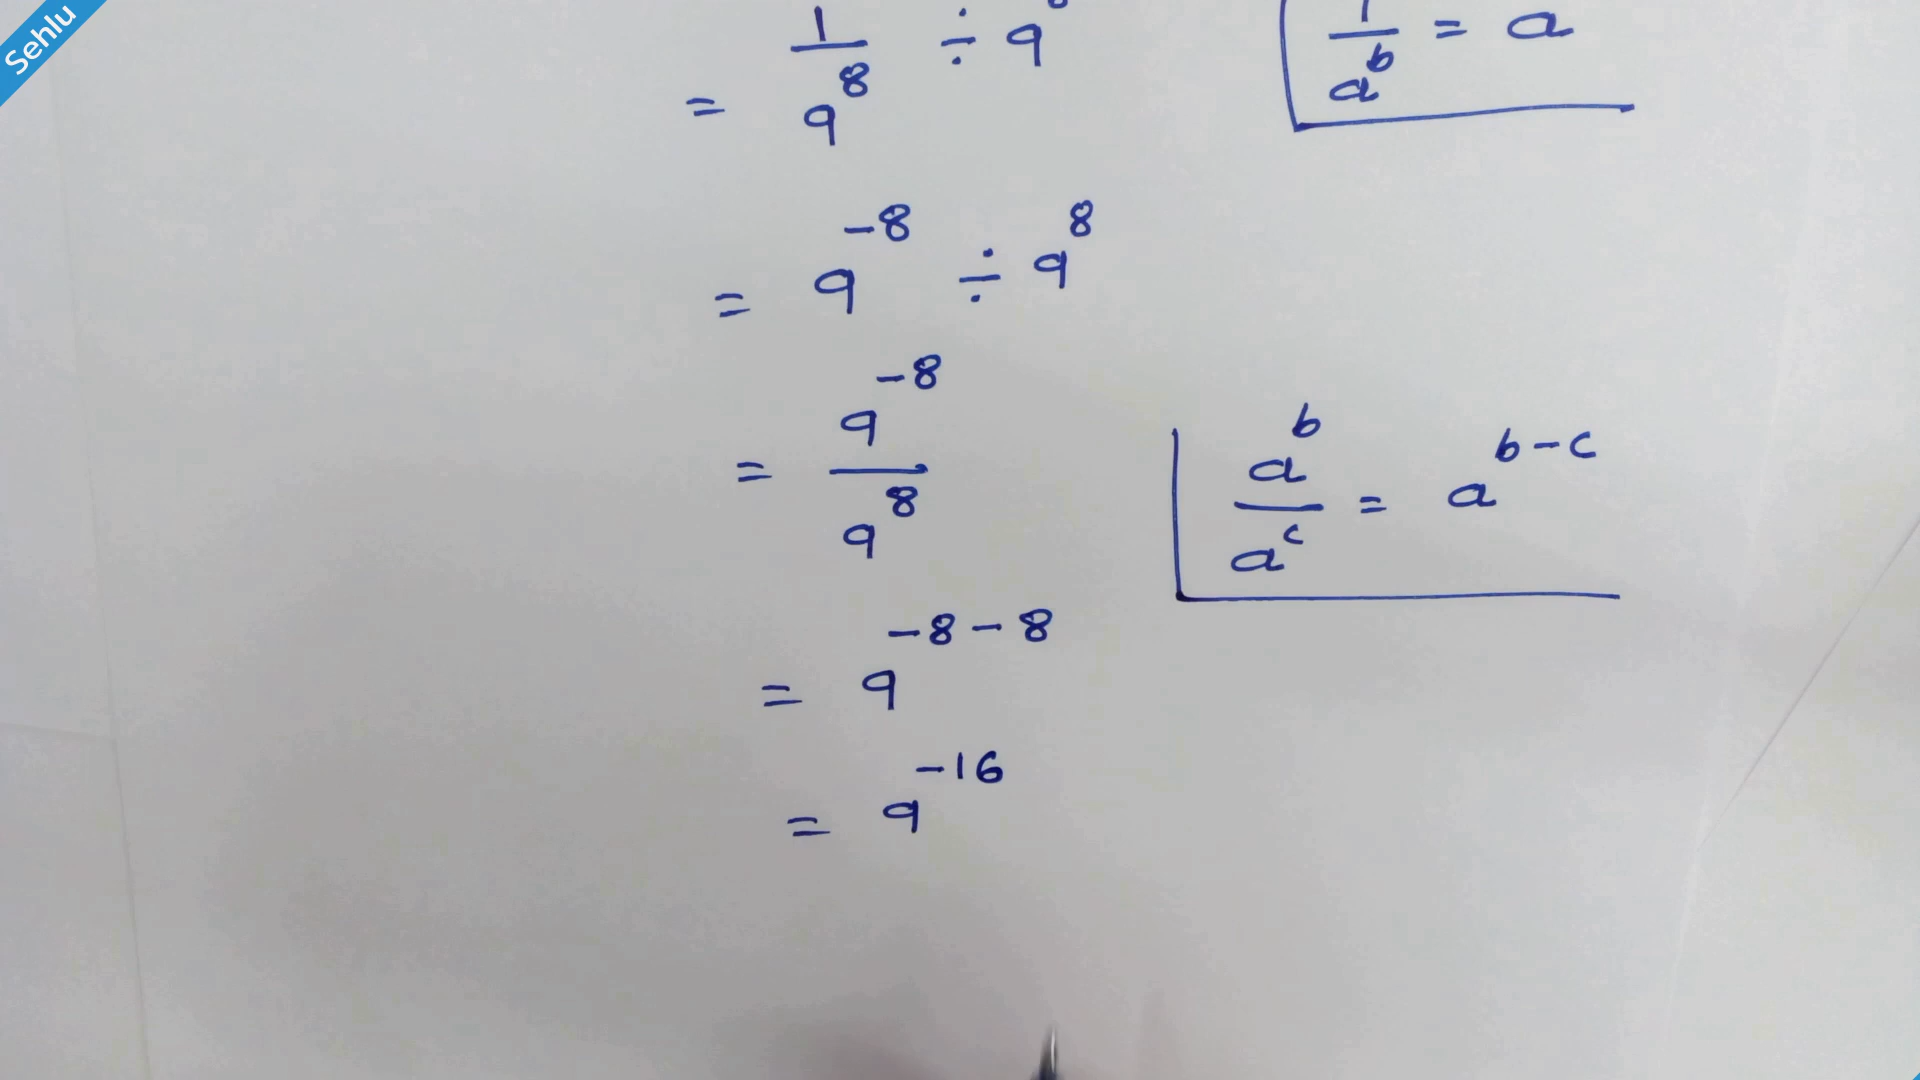 Sehlu
= 1/9^8 ÷ 9
1/a^b = a
= 9^-8 ÷ 9^8
= 9^-8/9^8
a^b/a^c = a^b-c
= 9^-8-8
= 9^-16